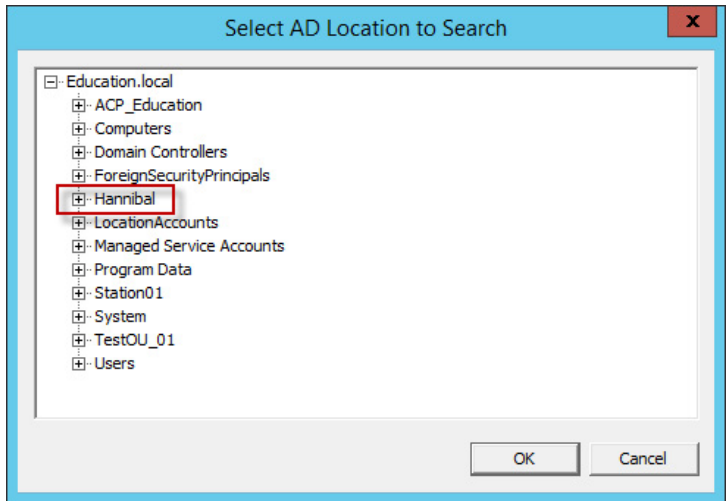 Select AD Location to Search
x
Education.local
ACP_Education
Computers
Domain Controllers
ForeignSecurityPrincipals
Hannibal
LocationAccounts
Managed Service Accounts
Program Data
Station01
System
TestOU_01
Users
OK Cancel